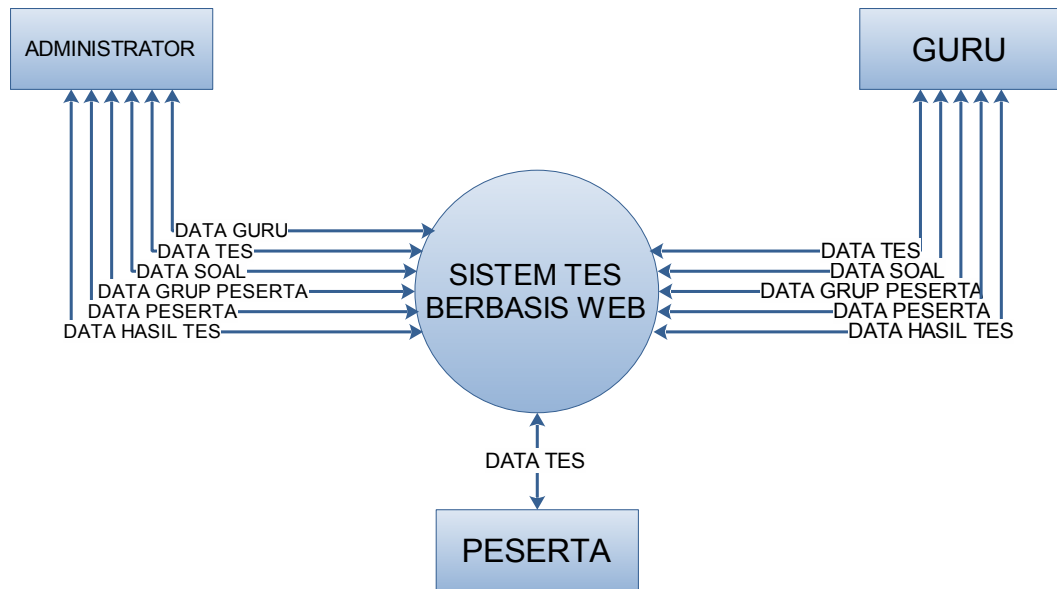 ADMINISTRATOR
GURU
DATA GURU
DATA TES
DATA SOAL
DATA GRUP PESERTA
DATA PESERTA
DATA HASIL TES
SISTEM TES
BERBASIS WEB
DATA TES
DATA SOAL
DATA GRUP PESERTA
DATA PESERTA
DATA HASIL TES
DATA TES
PESERTA